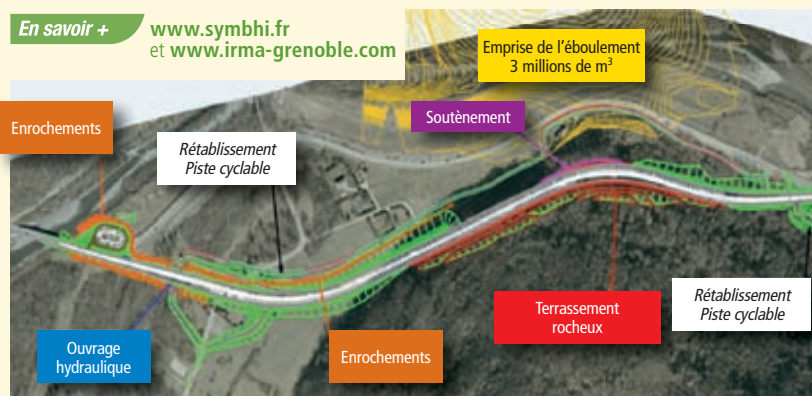 En savoir +
www.symbhi.fr
et www.irma-grenoble.com
Emprise de l'éboulement
3 millions de m³
Soutènement
Enrochements
Rétablissement
Piste cyclable
Rétablissement
Piste cyclable
Terrassement
rocheux
Ouvrage
hydraulique
Enrochements